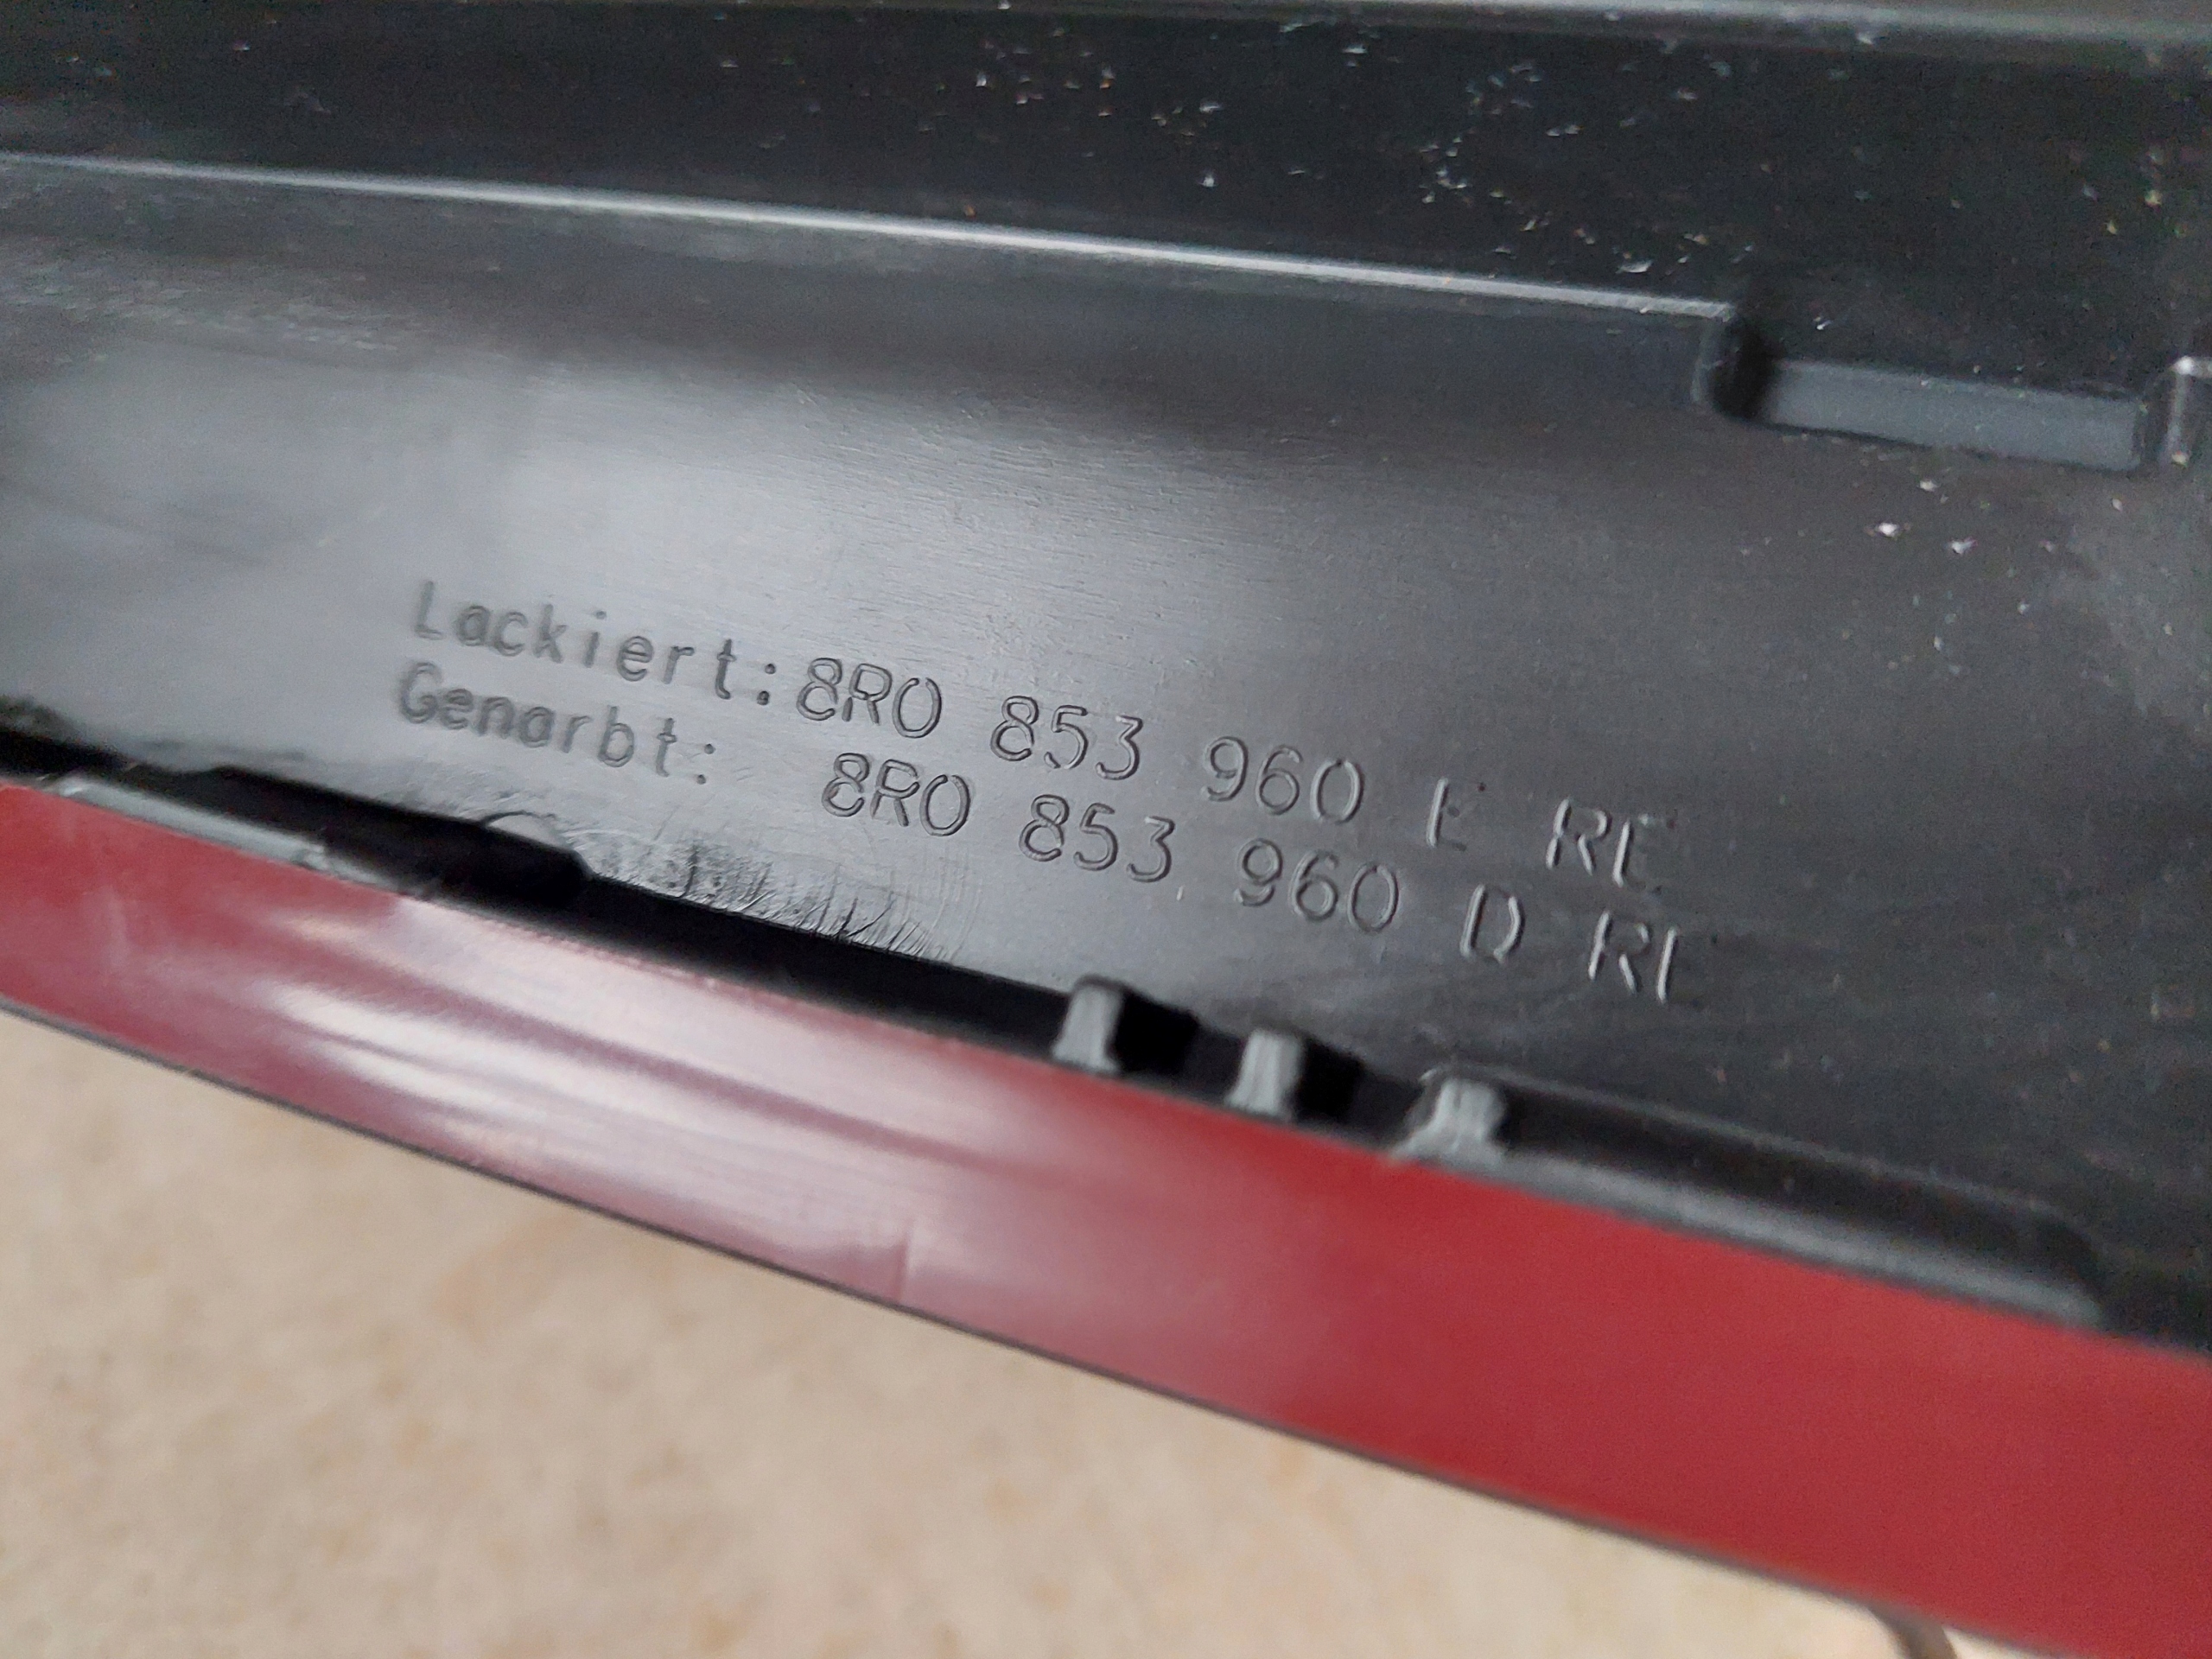 Lackiert: 8R0 853 960 E RE
Genarbt: 8R0 853 960 D RE